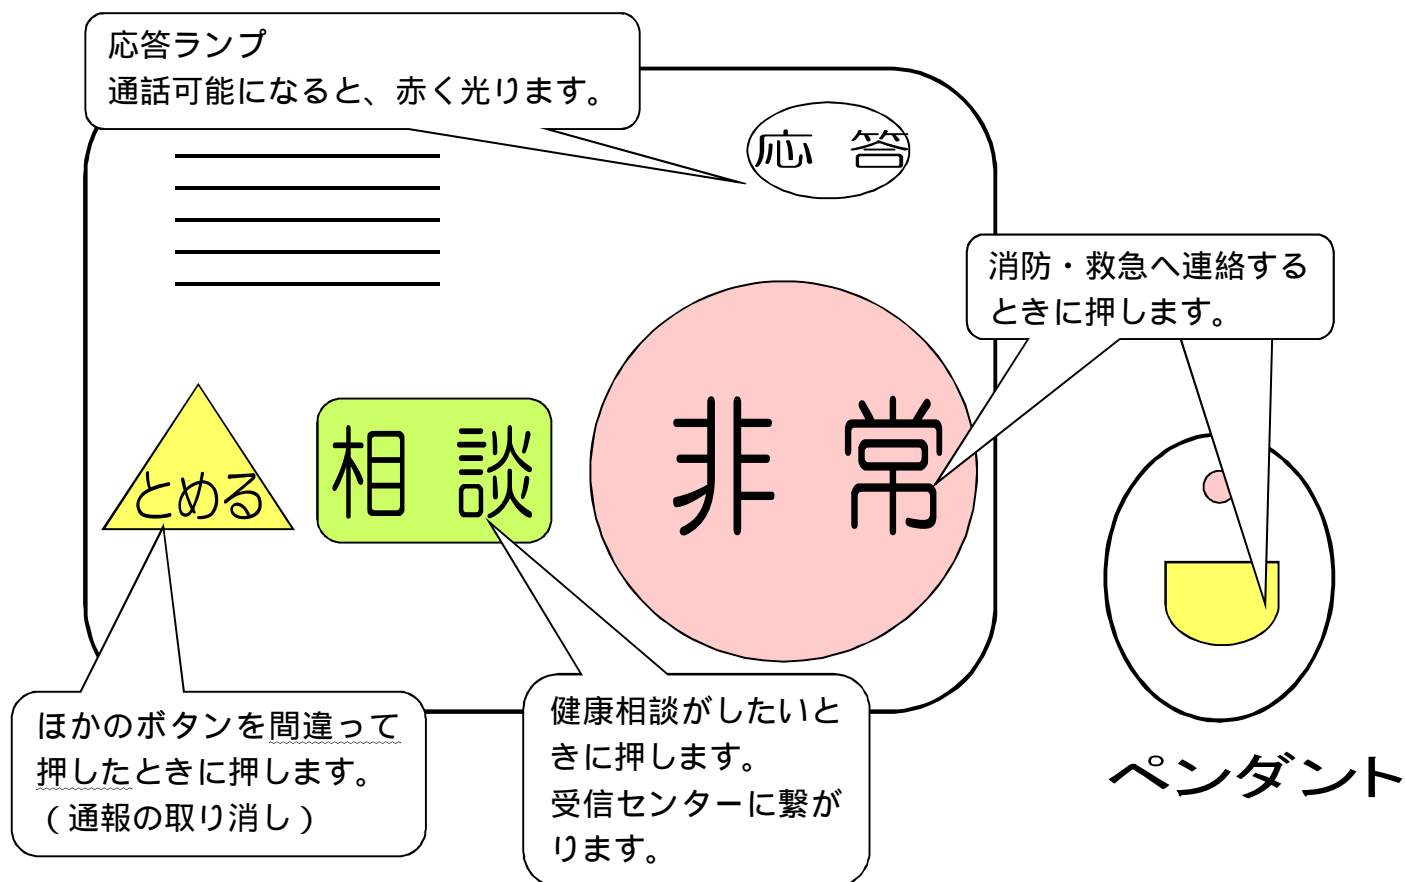 応答ランプ
通話可能になると、赤く光ります。
応 答
消防・救急へ連絡する
ときに押します。
とめる
相 談
非 常
ほかのボタンを間違って
押したときに押します。
（通報の取り消し）
健康相談がしたいと
きに押します。
受信センターに繋が
ります。
ペンダント